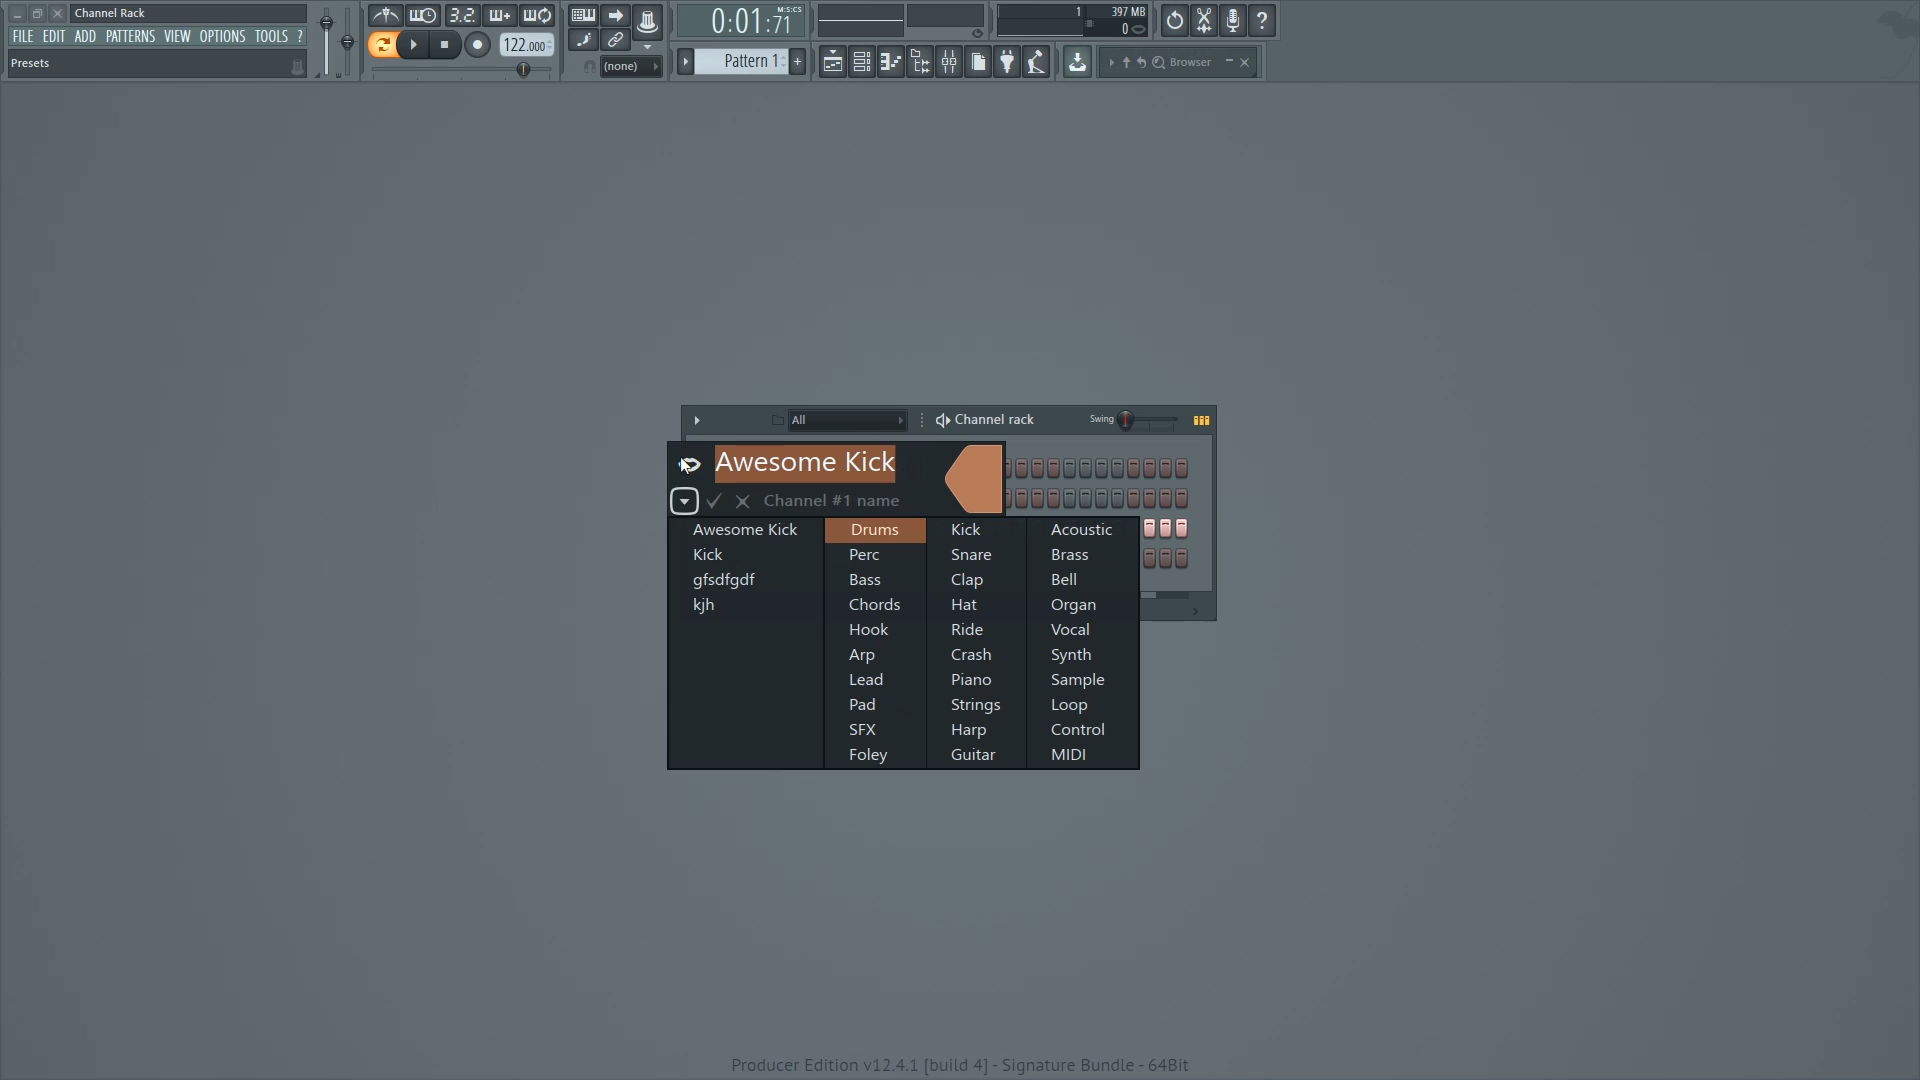 Channel Rack
FILE EDIT ADD PATTERNS VIEW OPTIONS TOOLS ?
Presets
3.2.
122.000
(none)
0:01:71
M:S:CS
Pattern 1
+
1
397 MB
0
?
Browser
All
Channel rack
Swing
Awesome Kick
Channel #1 name
Awesome Kick Drums Kick Acoustic
Kick Perc Snare Brass
gfsdfgdf Bass Clap Bell
kjh Chords Hat Organ
Hook Ride Vocal
Arp Crash Synth
Lead Piano Sample
Pad Strings Loop
SFX Harp Control
Foley Guitar MIDI
Producer Edition v12.4.1 [build 4] - Signature Bundle - 64Bit